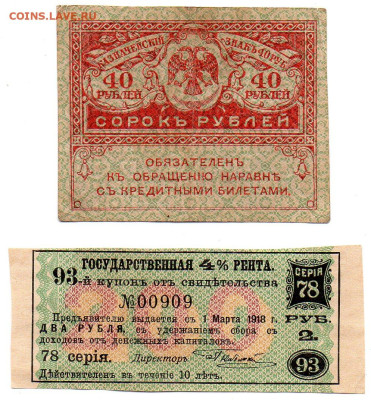 COINS.LAVE.RU
КАЗНАЧЕЙСКІЙ ЗНАКЪ
40 40
РУБЛЕЙ РУБЛЕЙ
СОРОКЪ РУБЛЕЙ
ОБЯЗАТЕЛЕНЪ
КЪ ОБРАЩЕНІЮ НАРАВНѢ
СЪ КРЕДИТНЫМИ БИЛЕТАМИ.
ГОСУДАРСТВЕННАЯ 4% РЕНТА.
93-й купонъ отъ свидѣтельства
№00909
Предъявителю выдается съ 1 Марта 1918 г.
ДВА РУБЛЯ, съ удержаніемъ сбора съ
доходовъ отъ денежныхъ капиталовъ.
78 серія. Директоръ
Дѣйствителенъ въ теченіе 10 лѣтъ.
СЕРІЯ
78
РУБ.
2.
93